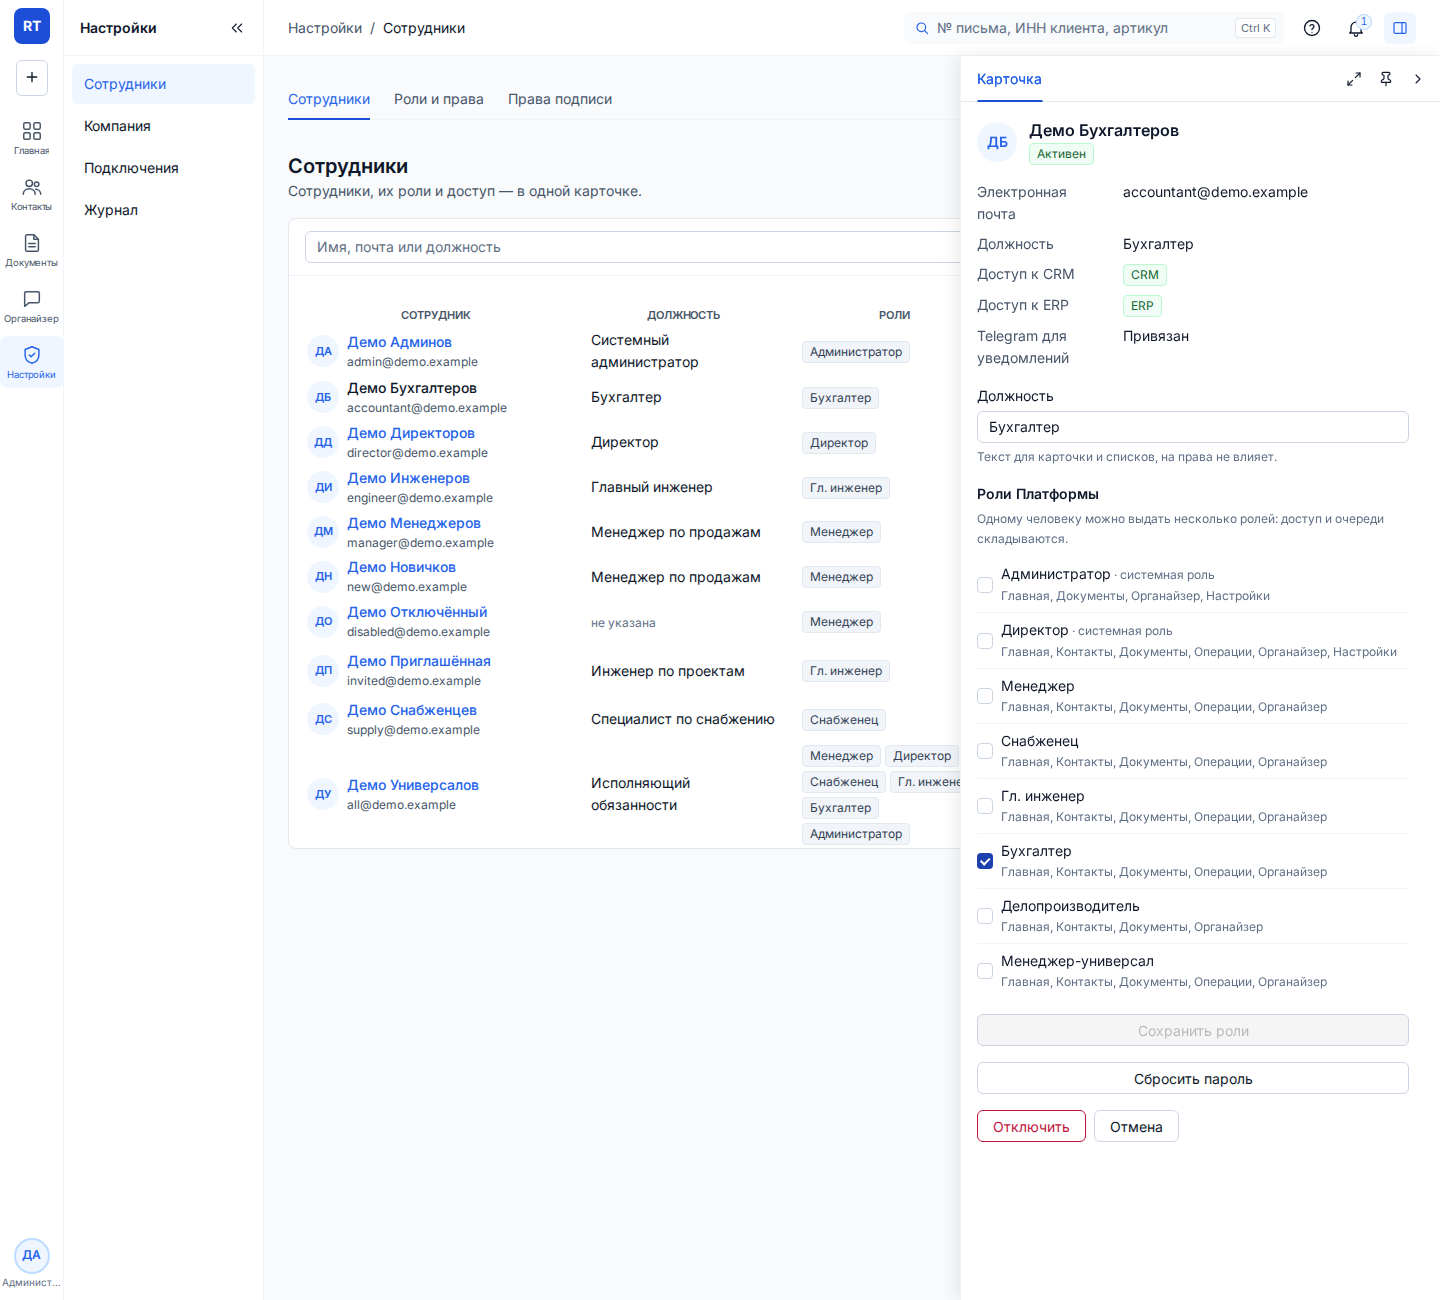 RT
Настройки
Настройки / Сотрудники
№ письма, ИНН клиента, артикул
Ctrl K
1
Главная
Контакты
Документы
Органайзер
Настройки
Сотрудники
Компания
Подключения
Журнал
Сотрудники
Роли и права
Права подписи
Сотрудники
Сотрудники, их роли и доступ — в одной карточке.
Имя, почта или должность
СОТРУДНИК
ДОЛЖНОСТЬ
РОЛИ
ДА
Демо Админов
admin@demo.example
Системный
администратор
Администратор
ДБ
Демо Бухгалтеров
accountant@demo.example
Бухгалтер
Бухгалтер
ДД
Демо Директоров
director@demo.example
Директор
Директор
ДИ
Демо Инженеров
engineer@demo.example
Главный инженер
Гл. инженер
ДМ
Демо Менеджеров
manager@demo.example
Менеджер по продажам
Менеджер
ДН
Демо Новичков
new@demo.example
Менеджер по продажам
Менеджер
ДО
Демо Отключённый
disabled@demo.example
не указана
Менеджер
ДП
Демо Приглашённая
invited@demo.example
Инженер по проектам
Гл. инженер
ДС
Демо Снабженцев
supply@demo.example
Специалист по снабжению
Снабженец
ДУ
Демо Универсалов
all@demo.example
Исполняющий
обязанности
Менеджер Директор
Снабженец Гл. инжене
Бухгалтер
Администратор
Карточка
ДБ
Демо Бухгалтеров
Активен
Электронная
почта
accountant@demo.example
Должность
Бухгалтер
Доступ к CRM
CRM
Доступ к ERP
ERP
Telegram для
уведомлений
Привязан
Должность
Бухгалтер
Текст для карточки и списков, на права не влияет.
Роли Платформы
Одному человеку можно выдать несколько ролей: доступ и очереди
складываются.
Администратор · системная роль
Главная, Документы, Органайзер, Настройки
Директор · системная роль
Главная, Контакты, Документы, Операции, Органайзер, Настройки
Менеджер
Главная, Контакты, Документы, Операции, Органайзер
Снабженец
Главная, Контакты, Документы, Операции, Органайзер
Гл. инженер
Главная, Контакты, Документы, Операции, Органайзер
Бухгалтер
Главная, Контакты, Документы, Операции, Органайзер
Делопроизводитель
Главная, Контакты, Документы, Органайзер
Менеджер-универсал
Главная, Контакты, Документы, Операции, Органайзер
Сохранить роли
Сбросить пароль
Отключить
Отмена
ДА
Админист...